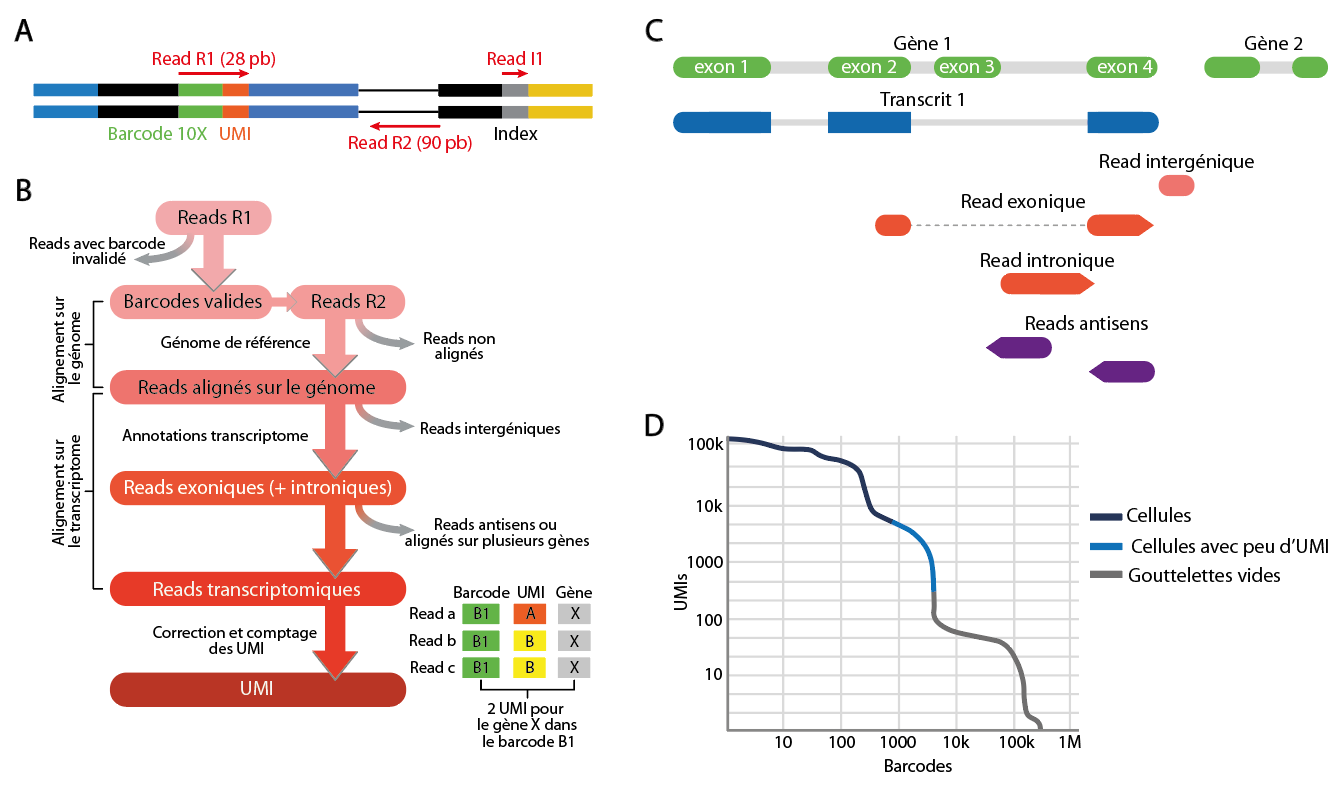 A
Read R1 (28 pb)
Read I1
Barcode 10X
UMI
Index
Read R2 (90 pb)
B
Reads R1
Reads avec barcode
invalidé
Barcodes valides
Reads R2
Alignement sur
le génome
Génome de référence
Reads non
alignés
Reads alignés sur le génome
Annotations transcriptome
Reads intergéniques
Alignement sur
le transcriptome
Reads exoniques (+ introniques)
Reads antisens ou
alignés sur plusieurs gènes
Reads transcriptomiques
Correction et comptage
des UMI
UMI
Barcode UMI Gène
Read a B1 A X
Read b B1 B X
Read c B1 B X
2 UMI pour
le gène X dans
le barcode B1
C
Gène 1
Gène 2
exon 1
exon 2
exon 3
exon 4
Transcrit 1
Read intergénique
Read exonique
Read intronique
Reads antisens
D
UMIs
100k
10k
1000
100
10
10 100 1000 10k 100k 1M
Barcodes
Cellules
Cellules avec peu d’UMI
Gouttelettes vides